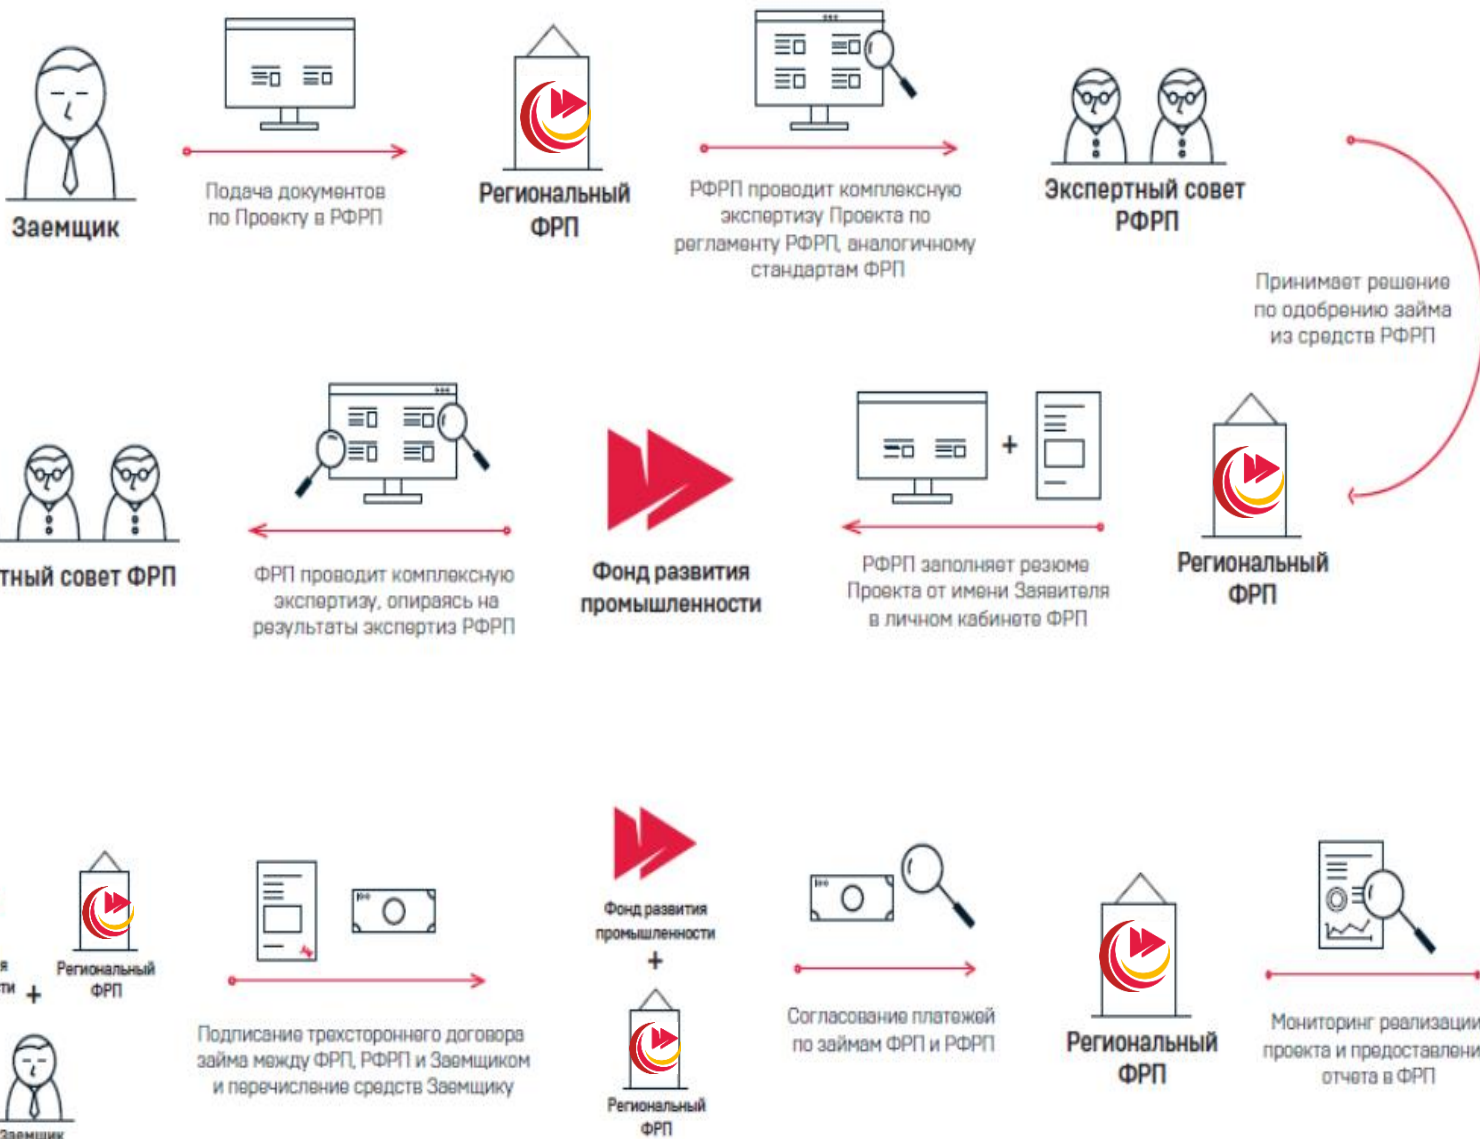 Заемщик
Подача документов
по Проекту в РФРП
Региональный
ФРП
РФРП проводит комплексную
экспертизу Проекта по
регламенту РФРП, аналогичному
стандартам ФРП
Экспертный совет
РФРП
Принимает решение
по одобрению займа
из средств РФРП
Региональный
ФРП
+
РФРП заполняет резюме
Проекта от имени Заявителя
в личном кабинете ФРП
Фонд развития
промышленности
ФРП проводит комплексную
экспертизу, опираясь на
результаты экспертиз РФРП
тный совет ФРП
я
ти +
Региональный
ФРП
Заемщик
Подписание трехстороннего договора
займа между ФРП, РФРП и Заемщиком
и перечисление средств Заемщику
Фонд развития
промышленности
+
Региональный
ФРП
Согласование платежей
по займам ФРП и РФРП
Региональный
ФРП
Мониторинг реализации
проекта и предоставлени
отчета в ФРП